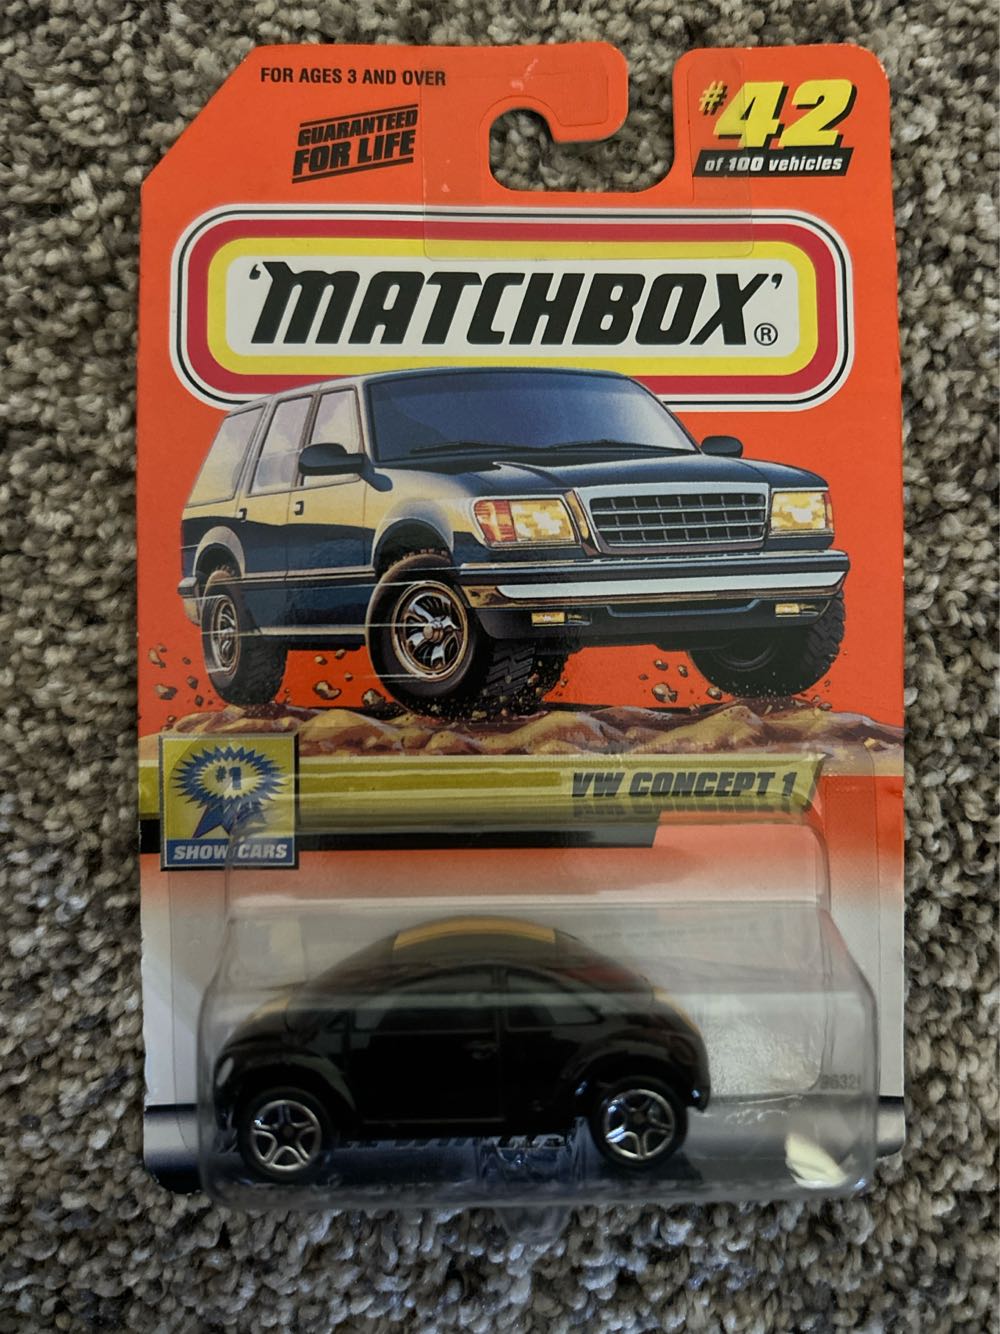 FOR AGES 3 AND OVER
GUARANTEED
FOR LIFE
#42
of 100 vehicles
'MATCHBOX'®
VW CONCEPT 1
#1
SHOW CARS